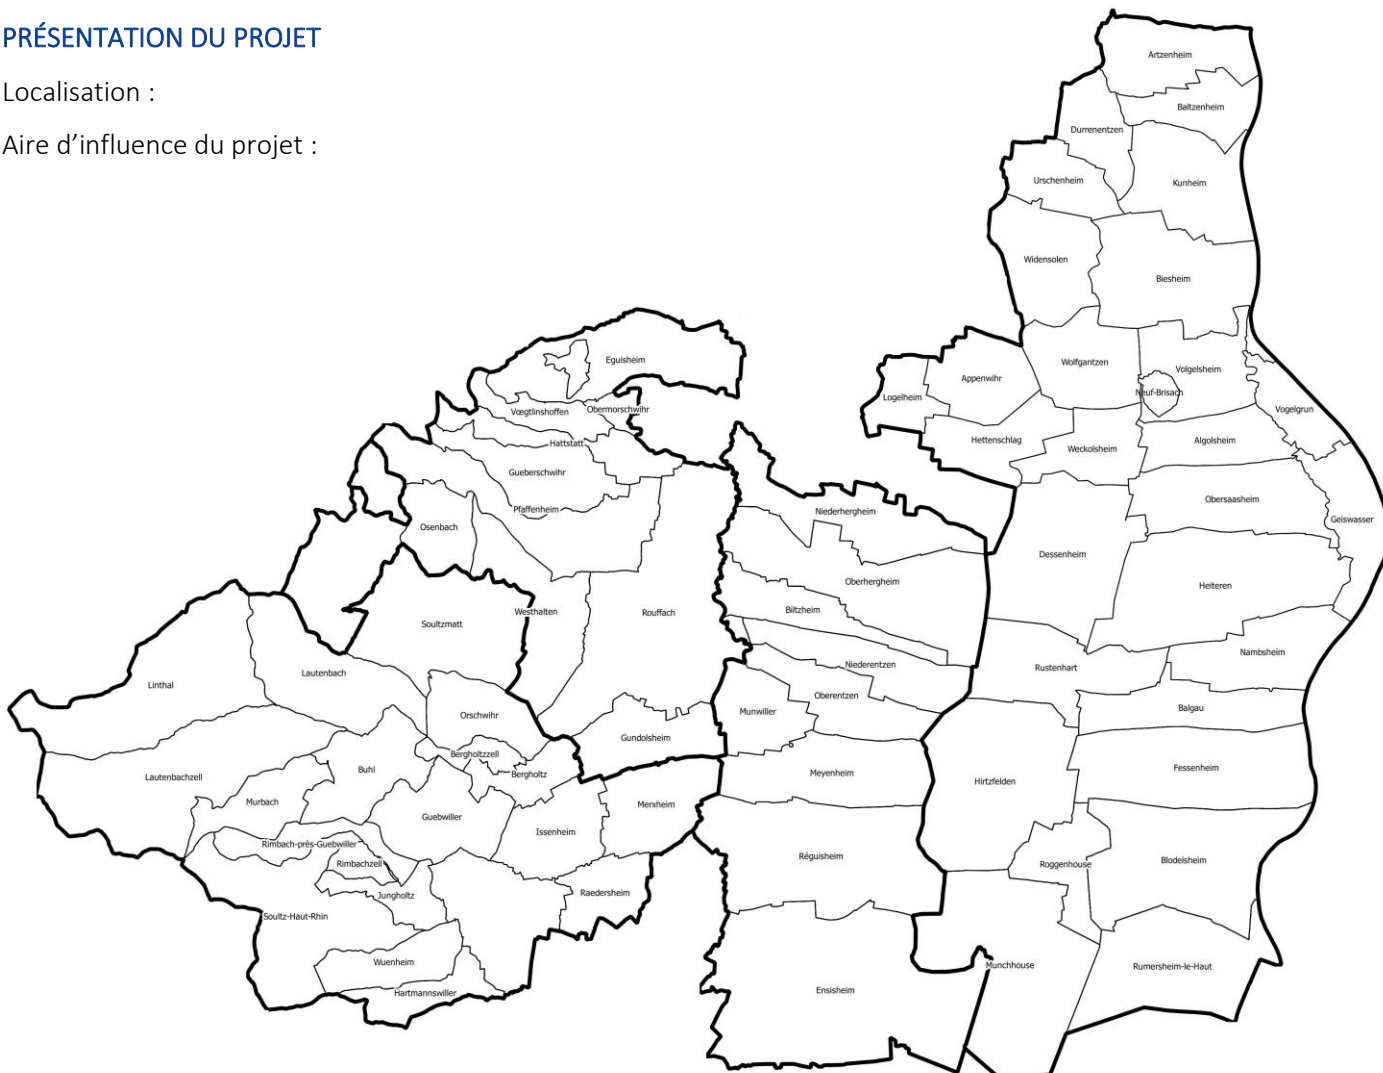 PRÉSENTATION DU PROJET
Localisation :
Aire d’influence du projet :
Artzenheim
Baltzenheim
Durrenentzen
Urschenheim
Kunheim
Widensolen
Biesheim
Eguisheim
Wolfgantzen
Volgelsheim
Appenwihr
Neuf-Brisach
Logelheim
Vœgtlinshoffen
Obermorschwihr
Vogelgrun
Hettenschlag
Weckolsheim
Algolsheim
Hattstatt
Gueberschwihr
Obersaasheim
Pfaffenheim
Niederhergheim
Geiswasser
Osenbach
Dessenheim
Oberhergheim
Heiteren
Biltzheim
Westhalten
Rouffach
Soultzmatt
Nambsheim
Niederentzen
Rustenhart
Lautenbach
Linthal
Oberentzen
Balgau
Orschwihr
Munwiller
Gundolsheim
Bergholtzzell
Bergholtz
Buhl
Lautenbachzell
Meyenheim
Fessenheim
Hirtzfelden
Murbach
Merxheim
Guebwiller
Issenheim
Rimbach-près-Guebwiller
Réguisheim
Rimbachzell
Roggenhouse
Blodelsheim
Jungholtz
Raedersheim
Soultz-Haut-Rhin
Wuenheim
Munchhouse
Rumersheim-le-Haut
Hartmannswiller
Ensisheim